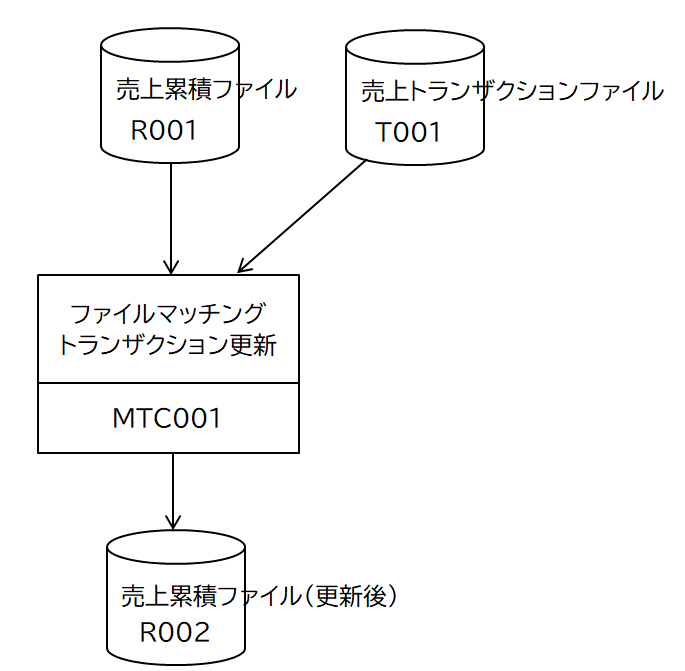 売上累積ファイル
R001
売上トランザクションファイル
T001
ファイルマッチング
トランザクション更新
MTC001
売上累積ファイル(更新後)
R002